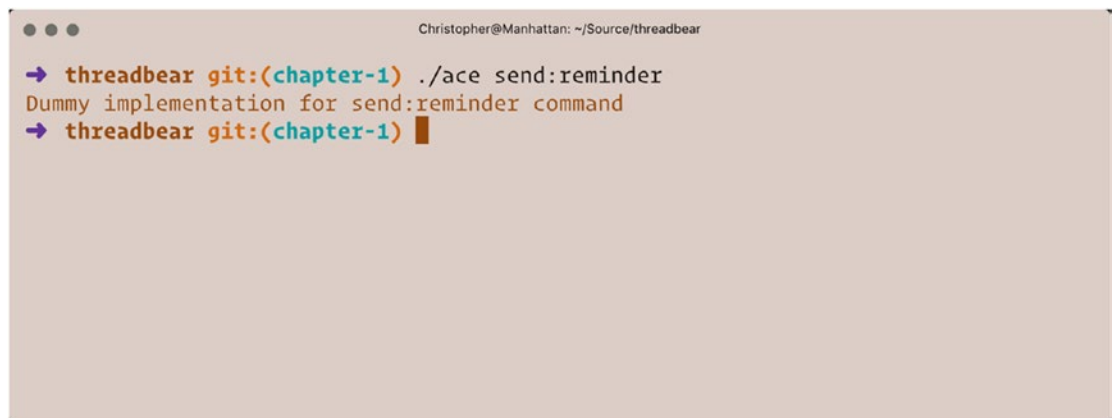 Christopher@Manhattan: ~/Source/threadbear
➜ threadbear git:(chapter-1) ./ace send:reminder
Dummy implementation for send:reminder command
➜ threadbear git:(chapter-1)